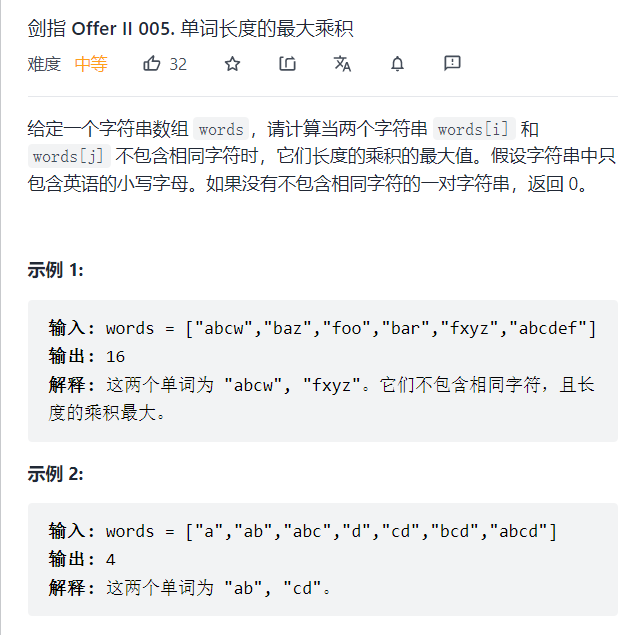 剑指 Offer II 005. 单词长度的最大乘积
难度 中等 32
给定一个字符串数组 words，请计算当两个字符串 words[i] 和
words[j] 不包含相同字符时，它们长度的乘积的最大值。假设字符串中只
包含英语的小写字母。如果没有不包含相同字符的一对字符串，返回 0。
示例 1:
输入: words = ["abcw","baz","foo","bar","fxyz","abcdef"]
输出: 16
解释: 这两个单词为 "abcw", "fxyz"。它们不包含相同字符，且长
度的乘积最大。
示例 2:
输入: words = ["a","ab","abc","d","cd","bcd","abcd"]
输出: 4
解释: 这两个单词为 "ab", "cd"。